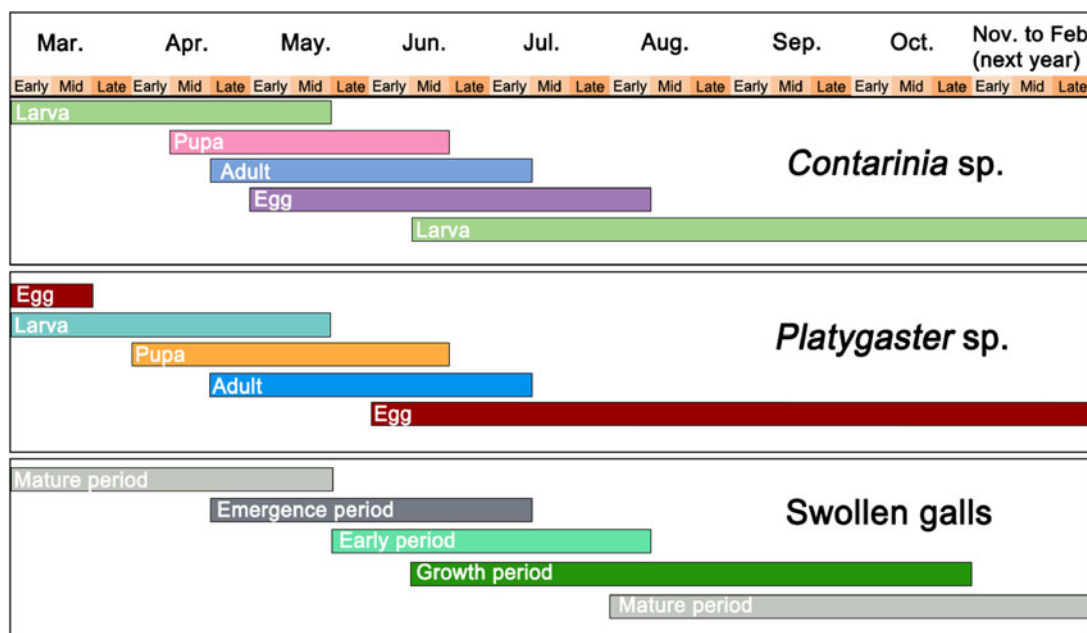 Mar. Apr. May. Jun. Jul. Aug. Sep. Oct. Nov. to Feb
(next year)
Early Mid Late Early Mid Late Early Mid Late Early Mid Late Early Mid Late Early Mid Late Early Mid Late Early Mid Late Early Mid Late
Larva
Pupa
Contarinia sp.
Adult
Egg
Larva
Egg
Larva
Platygaster sp.
Pupa
Adult
Egg
Mature period
Emergence period
Swollen galls
Early period
Growth period
Mature period